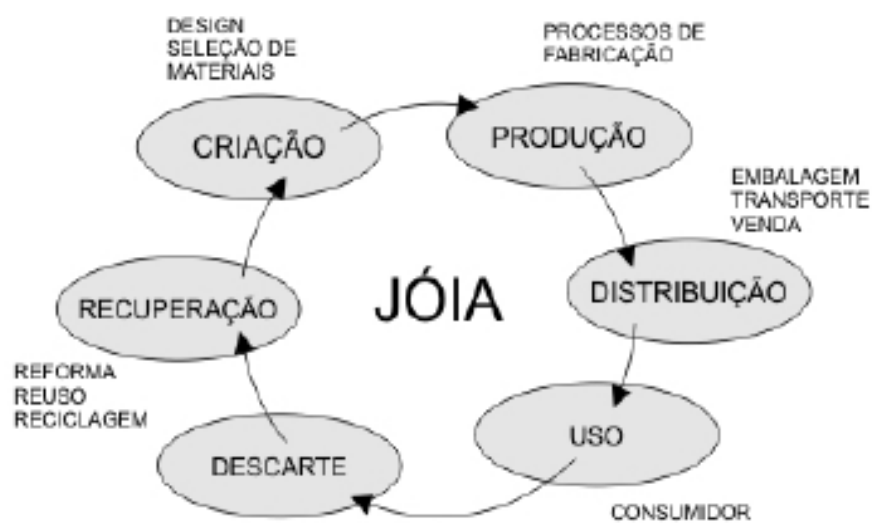 DESIGN
SELEÇÃO DE
MATERIAIS
PROCESSOS DE
FABRICAÇÃO
CRIAÇÃO
PRODUÇÃO
EMBALAGEM
TRANSPORTE
VENDA
RECUPERAÇÃO
JÓIA
DISTRIBUIÇÃO
REFORMA
REUSO
RECICLAGEM
DESCARTE
USO
CONSUMIDOR